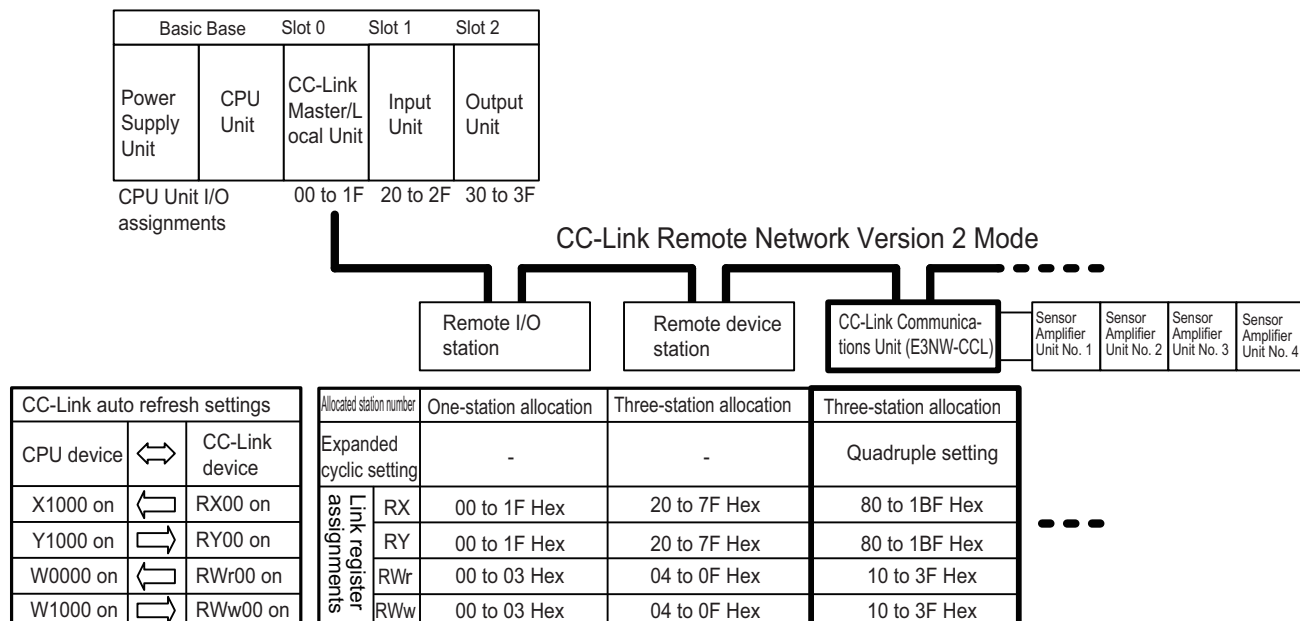 Basic Base Slot 0 Slot 1 Slot 2
Power
Supply
Unit
CPU
Unit
CC-Link
Master/L
ocal Unit
Input
Unit
Output
Unit
CPU Unit I/O
assignments
00 to 1F 20 to 2F 30 to 3F
CC-Link Remote Network Version 2 Mode
Remote I/O
station
Remote device
station
CC-Link Communica-
tions Unit (E3NW-CCL)
Sensor
Amplifier
Unit No. 1
Sensor
Amplifier
Unit No. 2
Sensor
Amplifier
Unit No. 3
Sensor
Amplifier
Unit No. 4
CC-Link auto refresh settings
CPU device ⇔ CC-Link
device
X1000 on ⇐ RX00 on
Y1000 on ⇒ RY00 on
W0000 on ⇐ RWr00 on
W1000 on ⇒ RWw00 on
Allocated station number One-station allocation Three-station allocation Three-station allocation
Expanded
cyclic setting
- - Quadruple setting
Link register
assignments
RX 00 to 1F Hex 20 to 7F Hex 80 to 1BF Hex
RY 00 to 1F Hex 20 to 7F Hex 80 to 1BF Hex
RWr 00 to 03 Hex 04 to 0F Hex 10 to 3F Hex
RWw 00 to 03 Hex 04 to 0F Hex 10 to 3F Hex